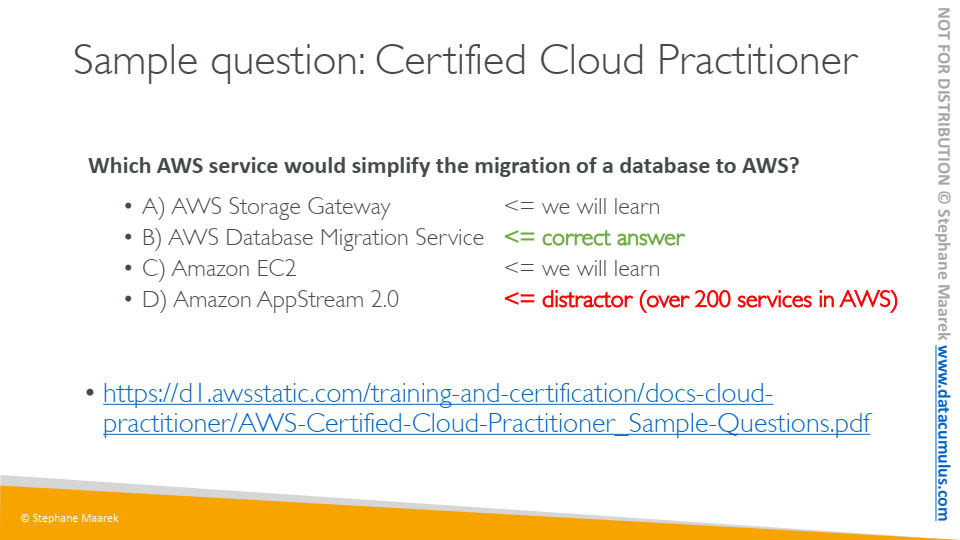 Sample question: Certified Cloud Practitioner
Which AWS service would simplify the migration of a database to AWS?
• A) AWS Storage Gateway <= we will learn
• B) AWS Database Migration Service <= correct answer
• C) Amazon EC2 <= we will learn
• D) Amazon AppStream 2.0 <= distractor (over 200 services in AWS)
• https://d1.awsstatic.com/training-and-certification/docs-cloud-
practitioner/AWS-Certified-Cloud-Practitioner_Sample-Questions.pdf
© Stephane Maarek
NOT FOR DISTRIBUTION © Stephane Maarek www.datacumulus.com